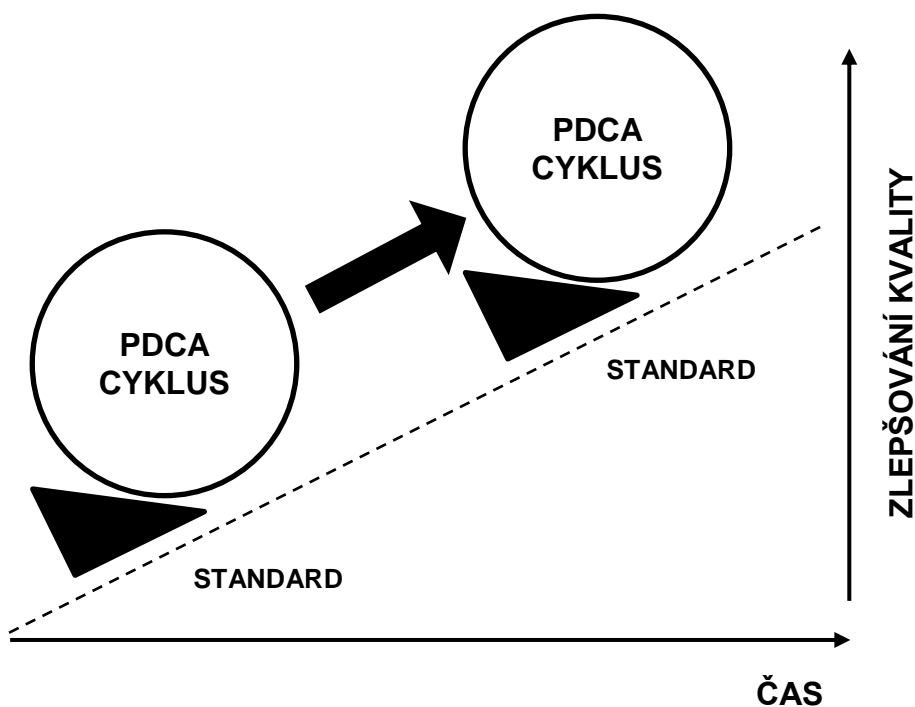 PDCA
CYKLUS
PDCA
CYKLUS
STANDARD
STANDARD
ZLEPŠOVÁNÍ KVALITY
ČAS